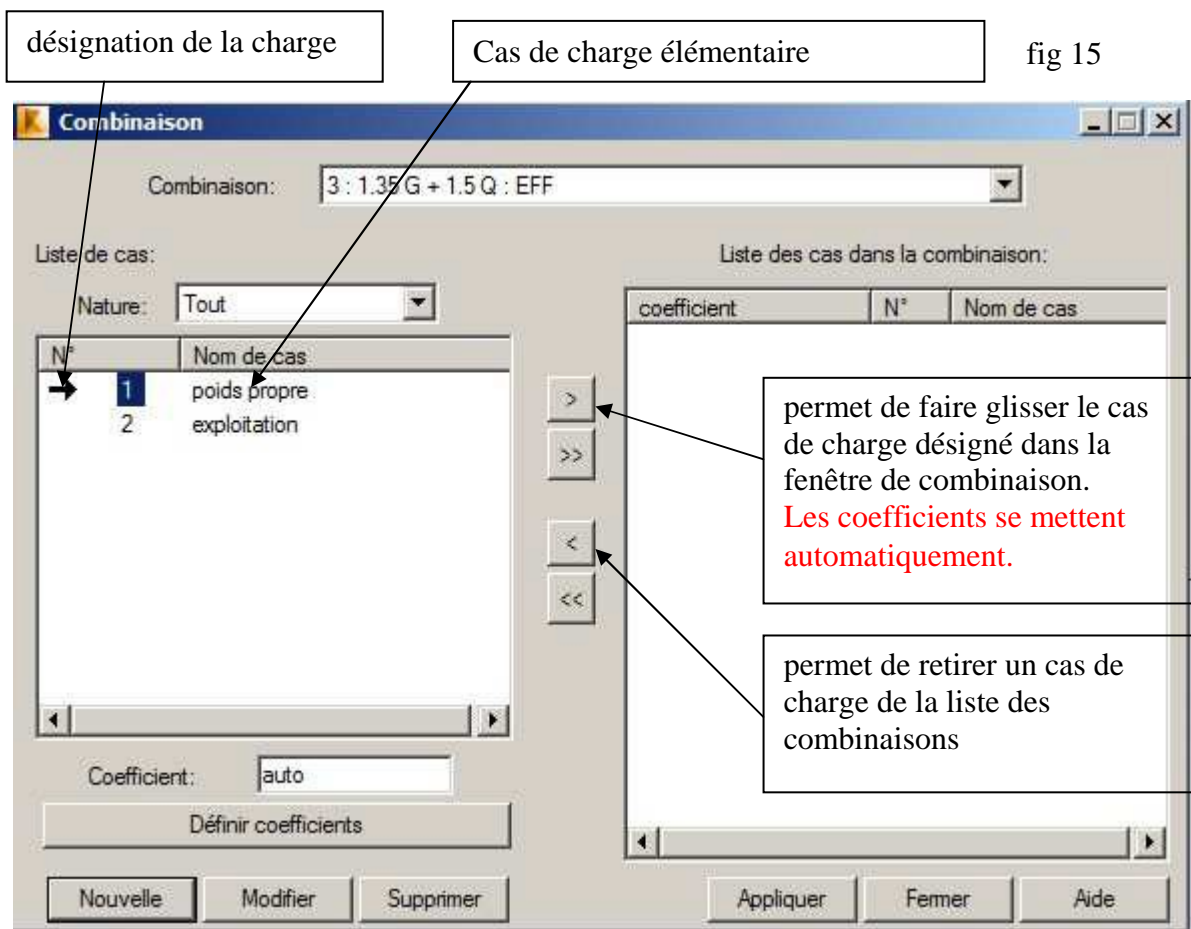 désignation de la charge
Cas de charge élémentaire
fig 15
Combinaison
Combinaison: 3 : 1.35 G + 1.5 Q : EFF
Liste de cas:
Nature: Tout
N° Nom de cas
1 poids propre
2 exploitation
Coefficient: auto
Définir coefficients
Nouvelle Modifier Supprimer
>
>>
<
<<
Liste des cas dans la combinaison:
coefficient N° Nom de cas
permet de faire glisser le cas
de charge désigné dans la
fenêtre de combinaison.
Les coefficients se mettent
automatiquement.
permet de retirer un cas de
charge de la liste des
combinaisons
Appliquer Fermer Aide